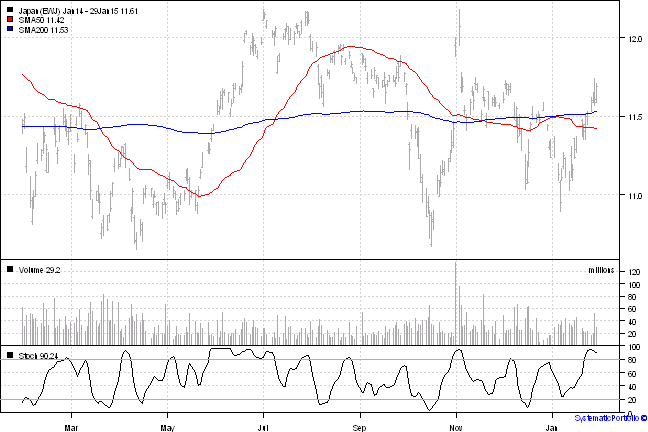 Japan (EWJ) Jan14 - 29Jan15 11.61
SMA50 11.42
SMA200 11.53
12.0
11.5
11.0
Volume 29.2
millions
120
100
80
60
40
20
Stoch 90.24
100
80
60
40
20
0
Mar
May
Jul
Sep
Nov
Jan
SystematicPortfolio ©